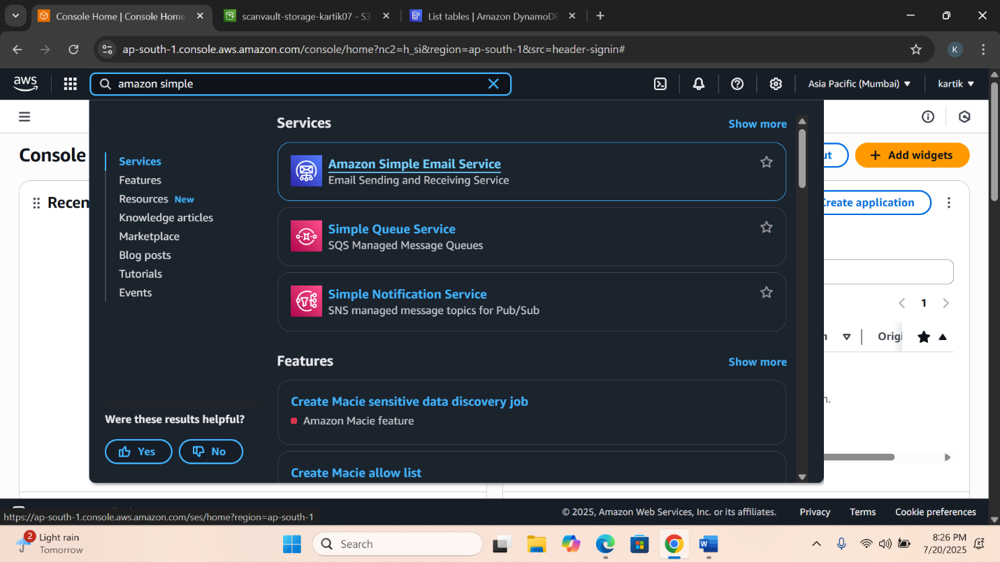 Console Home | Console Home
scanvault-storage-kartik07 - S3
List tables | Amazon DynamoDB
ap-south-1.console.aws.amazon.com/console/home?nc2=h_si&region=ap-south-1&src=header-signin#
K
aws
amazon simple
Asia Pacific (Mumbai)
kartik
Services
Show more
Console
Add widgets
Services
Features
Resources New
Knowledge articles
Marketplace
Blog posts
Tutorials
Events
Amazon Simple Email Service
Email Sending and Receiving Service
Simple Queue Service
SQS Managed Message Queues
Simple Notification Service
SNS managed message topics for Pub/Sub
Recen
Create application
1
Origi
Features
Show more
Create Macie sensitive data discovery job
Amazon Macie feature
Create Macie allow list
Were these results helpful?
Yes
No
© 2025, Amazon Web Services, Inc. or its affiliates.
Privacy
Terms
Cookie preferences
https://ap-south-1.console.aws.amazon.com/ses/home?region=ap-south-1
2
Light rain
Tomorrow
Search
8:26 PM
7/20/2025